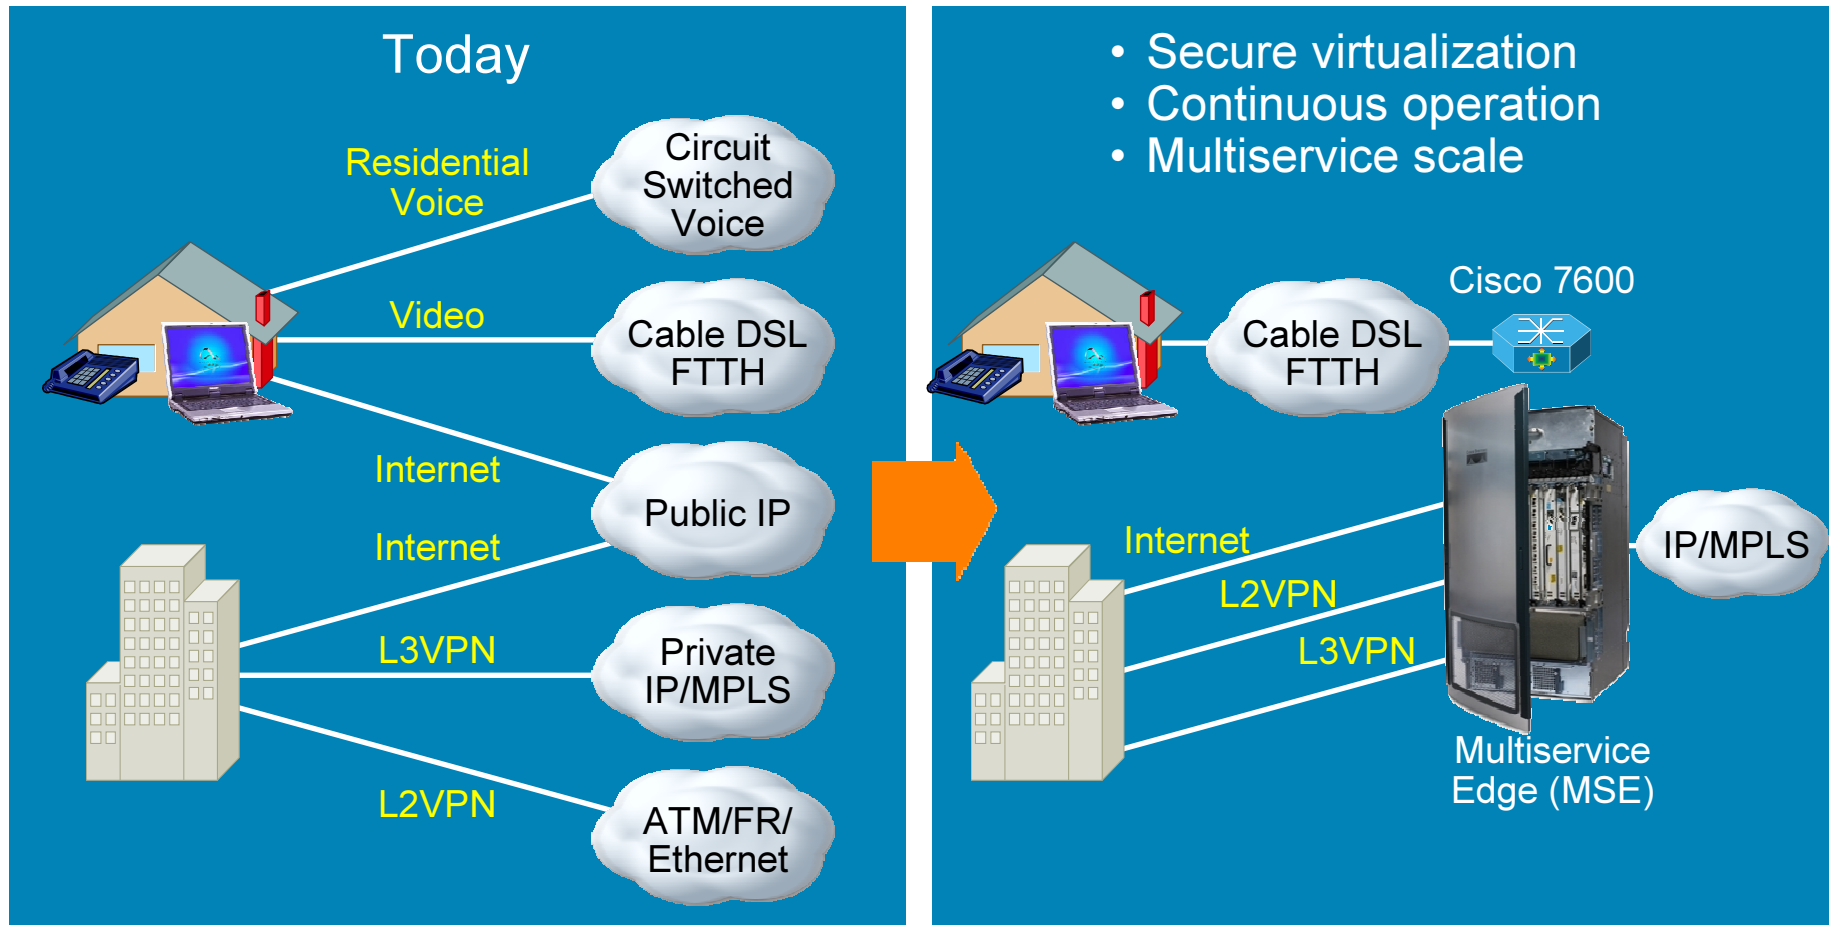 Today
Residential
Voice
Circuit
Switched
Voice
Video
Cable DSL
FTTH
Internet
Public IP
Internet
L3VPN
Private
IP/MPLS
L2VPN
ATM/FR/
Ethernet
• Secure virtualization
• Continuous operation
• Multiservice scale
Cable DSL
FTTH
Cisco 7600
Internet
L2VPN
L3VPN
IP/MPLS
Multiservice
Edge (MSE)